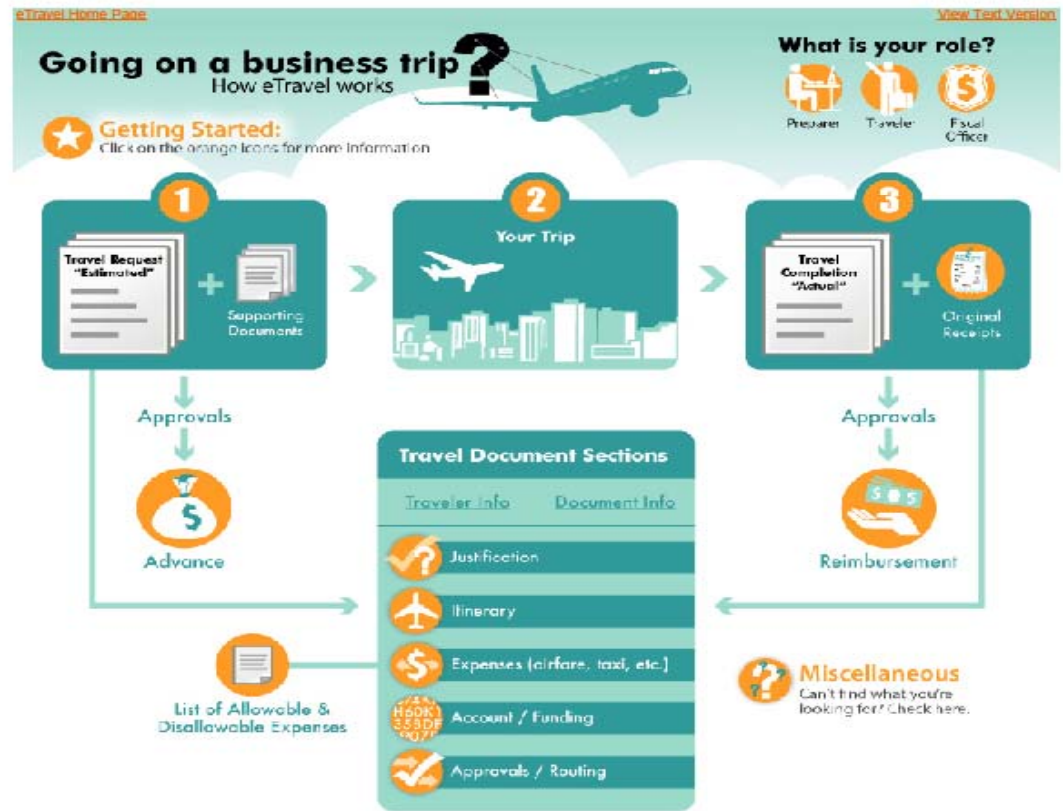 eTravel Home Page
View Text Version
Going on a business trip?
How eTravel works
What is your role?
Preparer
Traveler
Fiscal
Officer
Getting Started:
Click on the orange icons for more information
1
Travel Request
"Estimated"
+
Supporting
Documents
2
Your Trip
3
Travel
Completion
"Actual"
+
Original
Receipts
Approvals
$
Advance
Approvals
Reimbursement
Travel Document Sections
Traveler Info
Document Info
Justification
Itinerary
Expenses (airfare, taxi, etc.)
Account / Funding
Approvals / Routing
List of Allowable &
Disallowable Expenses
Miscellaneous
Can't find what you're
looking for? Check here.